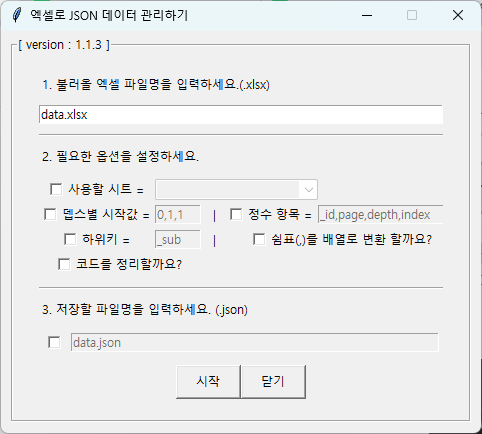 엑셀로 JSON 데이터 관리하기
[ version : 1.1.3 ]
1. 불러올 엑셀 파일명을 입력하세요.(.xlsx)
data.xlsx
2. 필요한 옵션을 설정하세요.
사용할 시트 =
뎁스별 시작값 = 0,1,1 | 정수 항목 = _id,page,depth,index
하위키 = _sub | 쉼표(,)를 배열로 변환 할까요?
코드를 정리할까요?
3. 저장할 파일명을 입력하세요. (.json)
data.json
시작 닫기